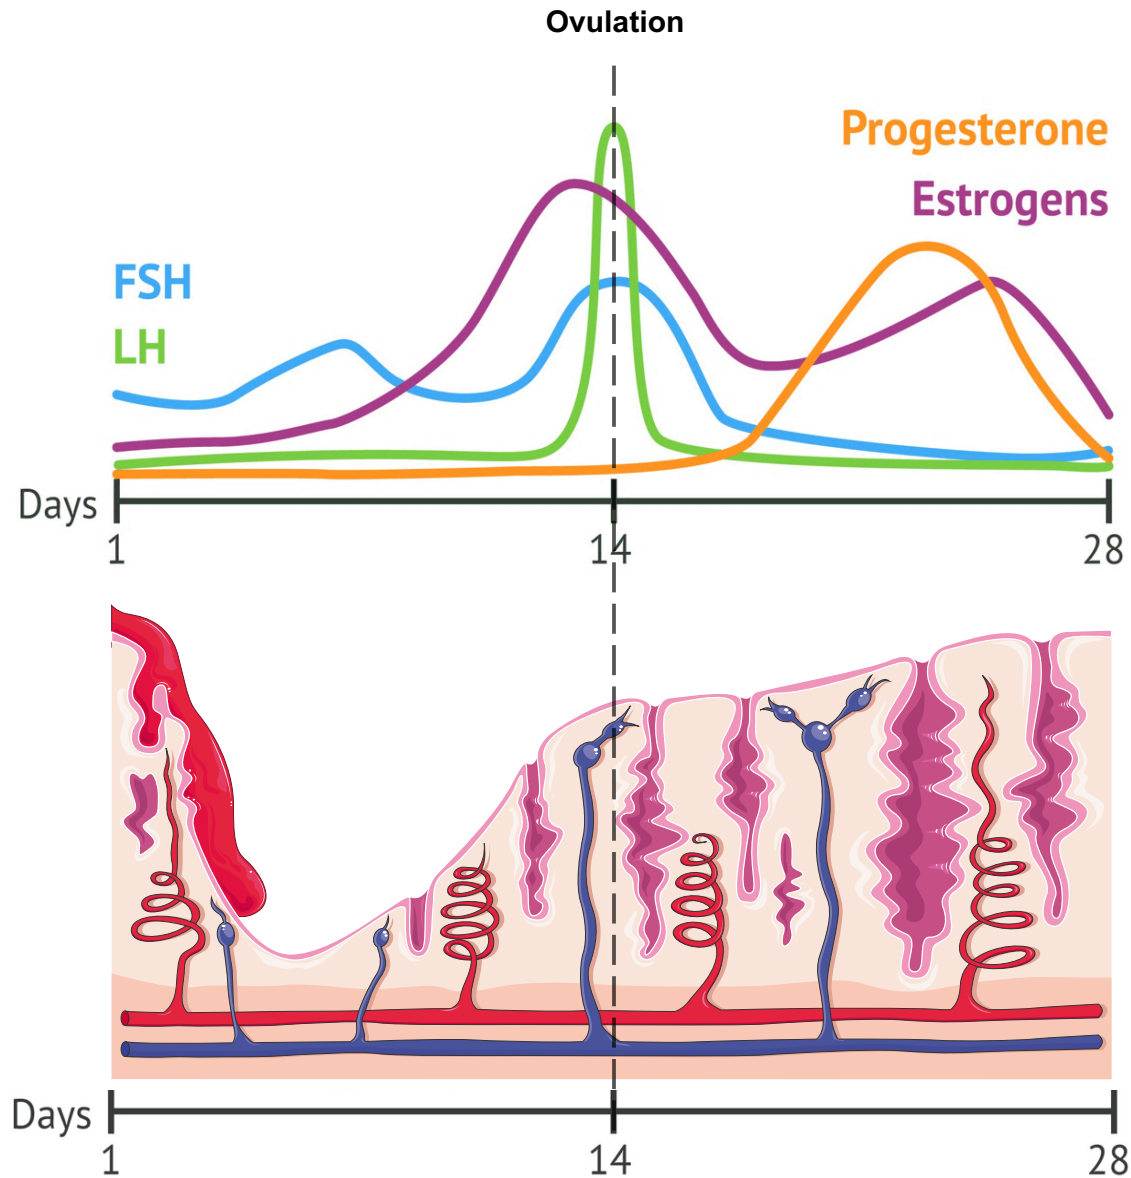 Ovulation
Progesterone
Estrogens
FSH
LH
Days
1
14
28
Days
1
14
28